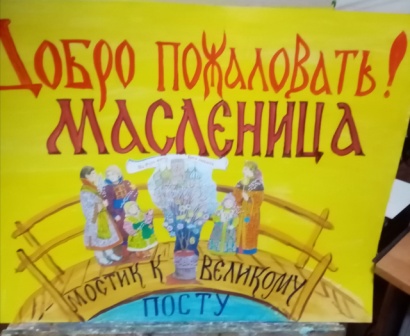 Добро пожаловать!
Масленица
мостик к Великому
посту